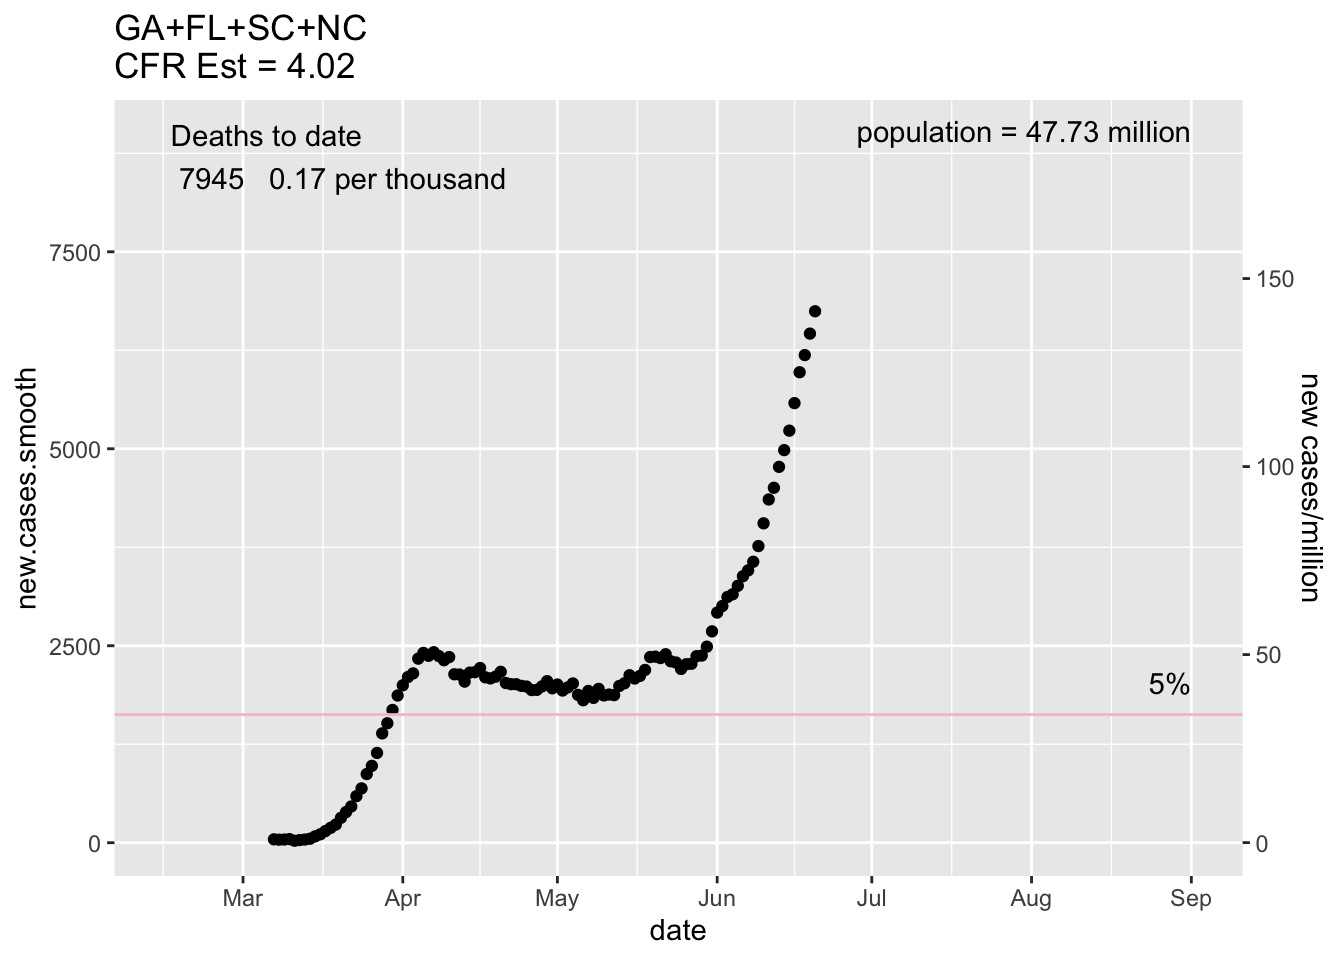 GA+FL+SC+NC
CFR Est = 4.02
Deaths to date
7945 0.17 per thousand
population = 47.73 million
7500
5000
2500
0
new.cases.smooth
150
100
50
0
new cases/million
5%
Mar Apr May Jun Jul Aug Sep
date